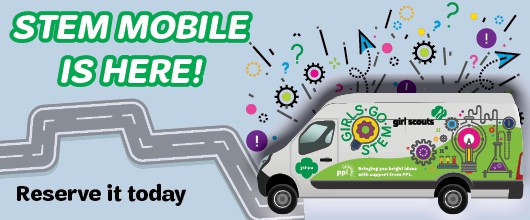 STEM MOBILE
IS HERE!
Reserve it today
GIRLS GO STEM
girl scouts
ppl
Bringing you bright ideas
with support from PPL